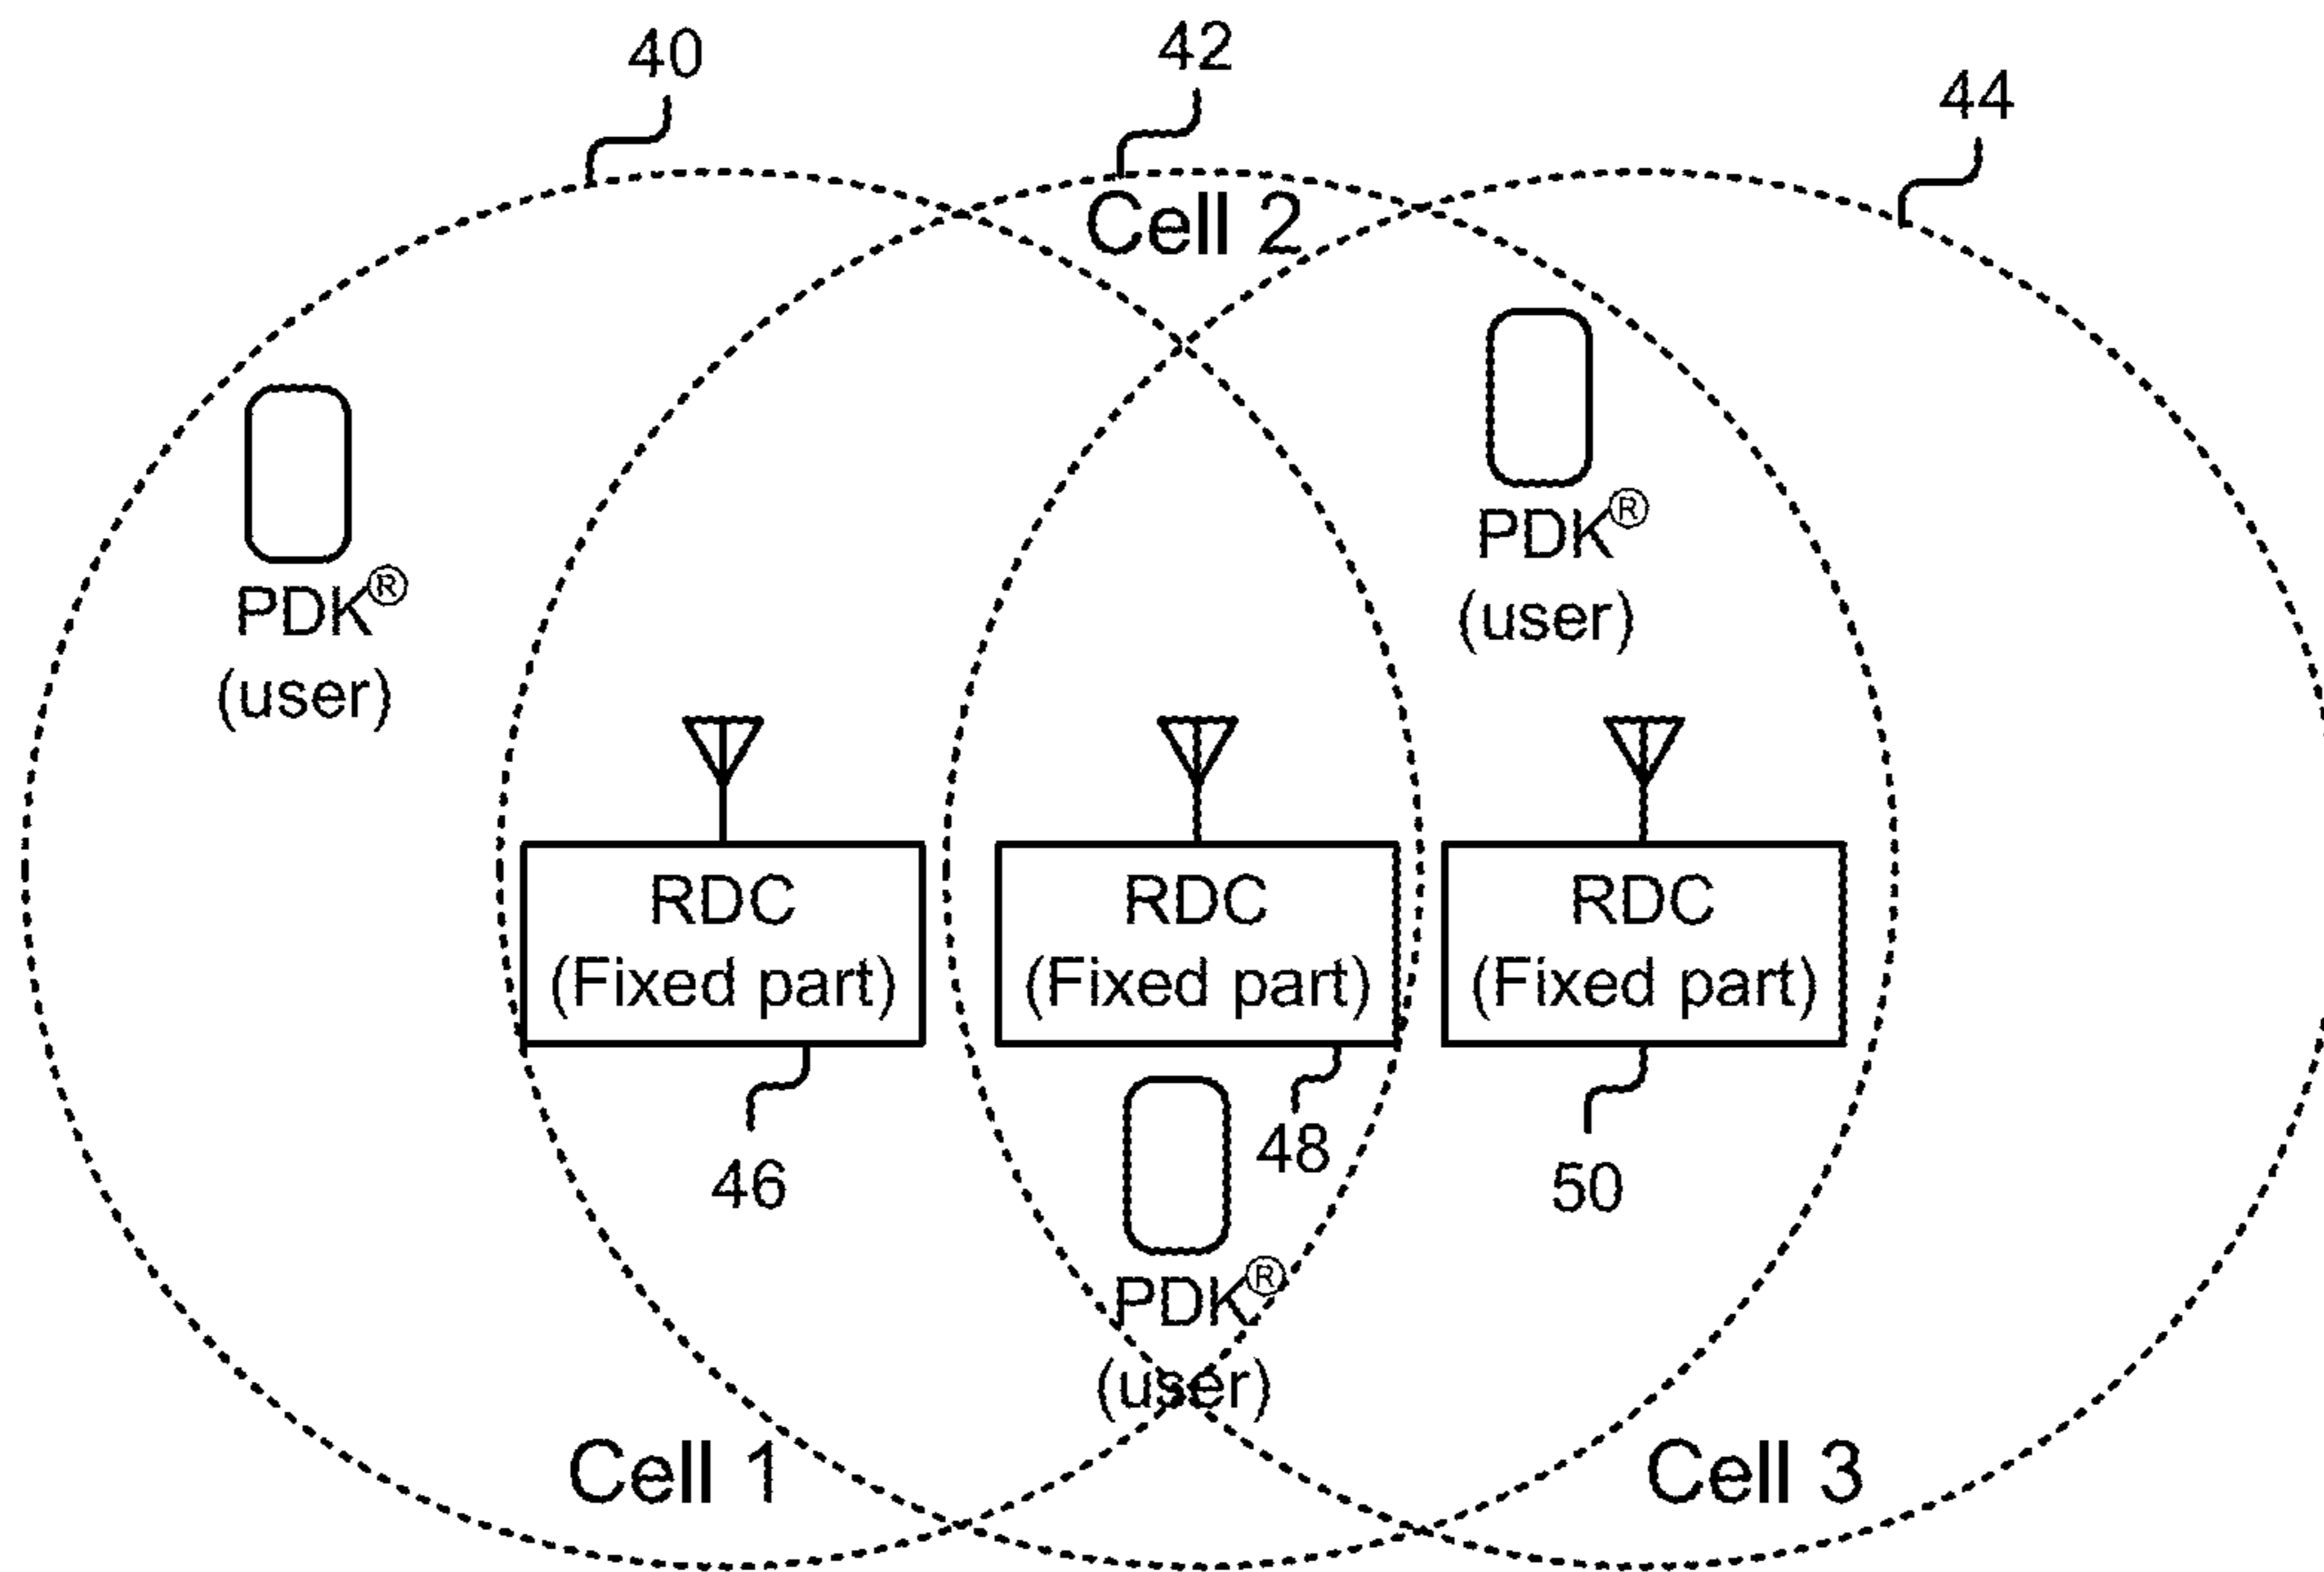 40
42
44
Cell 2
PDK®
(user)
PDK®
(user)
RDC
(Fixed part)
RDC
(Fixed part)
RDC
(Fixed part)
46
48
50
PDK®
(user)
Cell 1
Cell 3